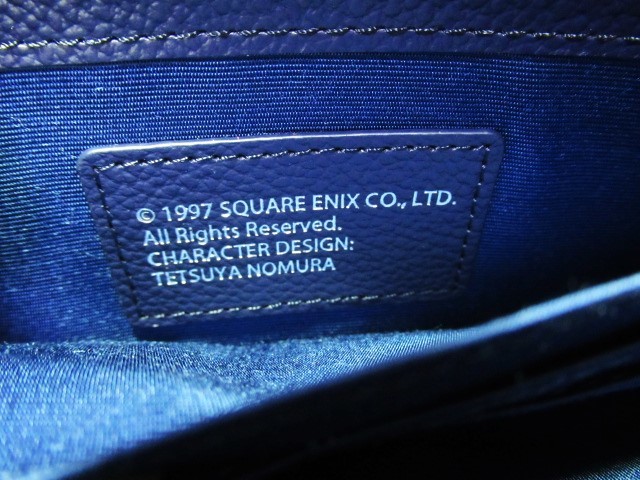 © 1997 SQUARE ENIX CO., LTD.
All Rights Reserved.
CHARACTER DESIGN:
TETSUYA NOMURA